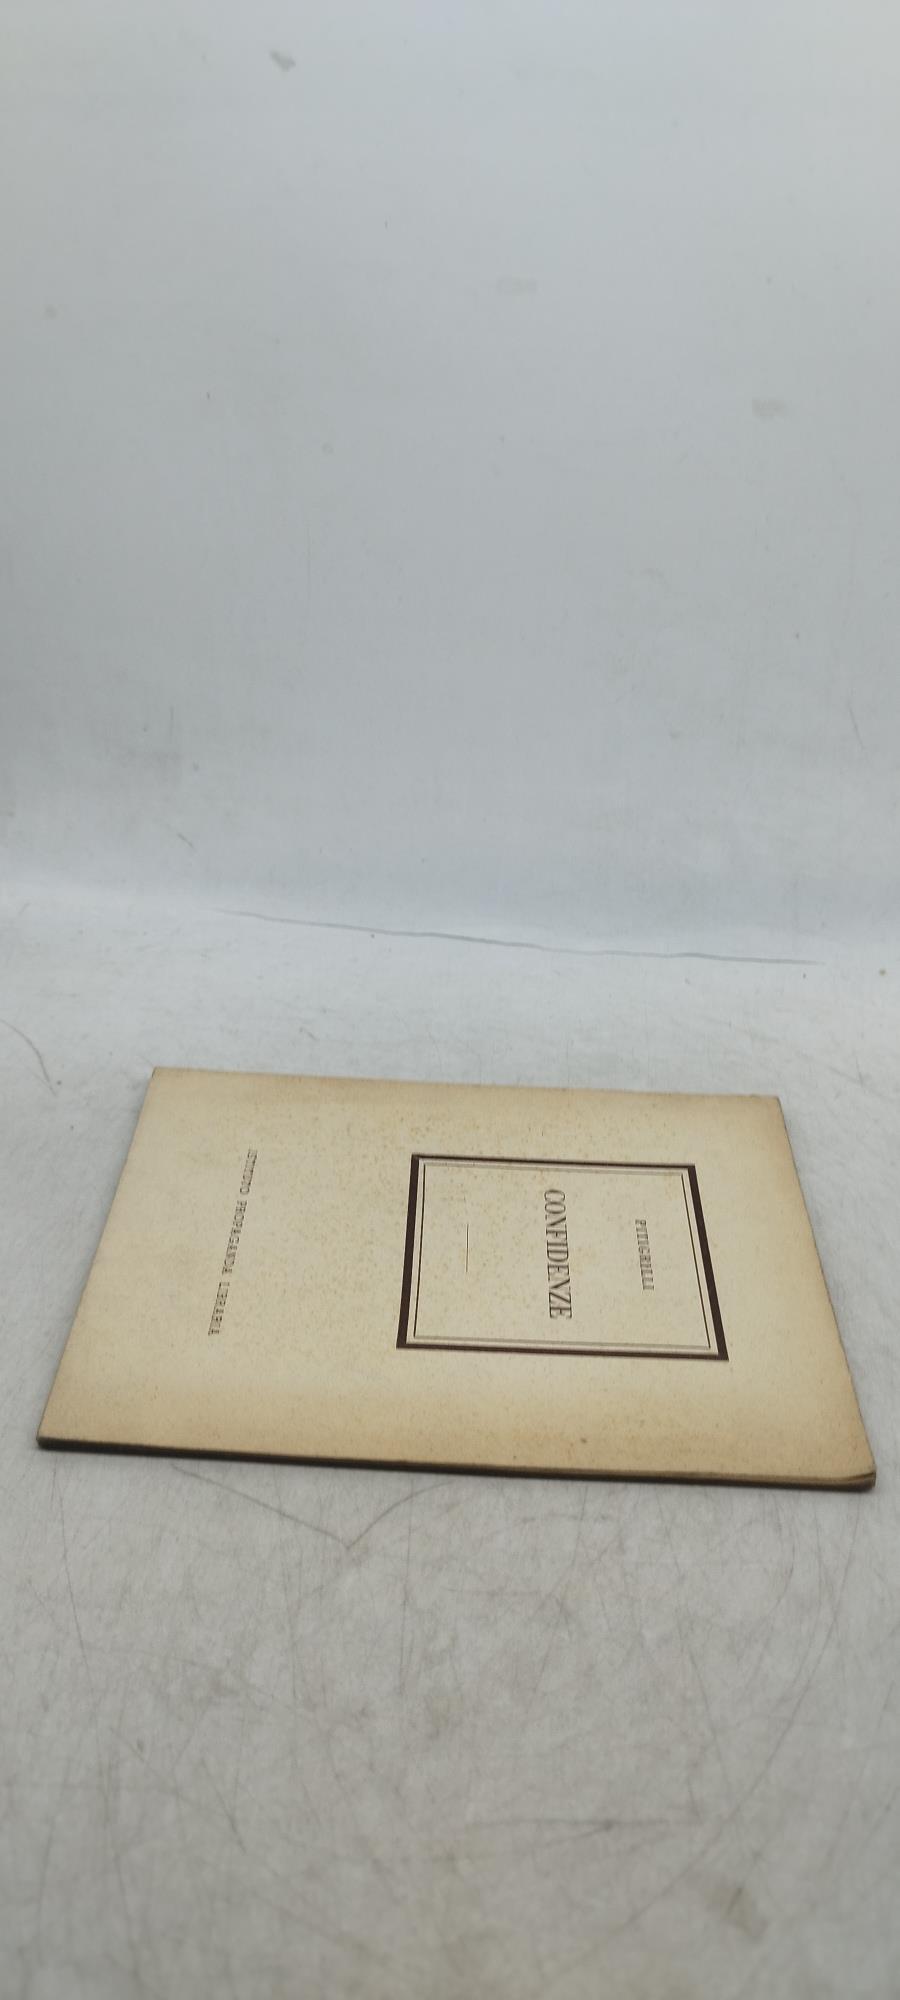 PITIGRILLI
CONFIDENZE
ISTITUTO PROPAGANDA LIBRARIA